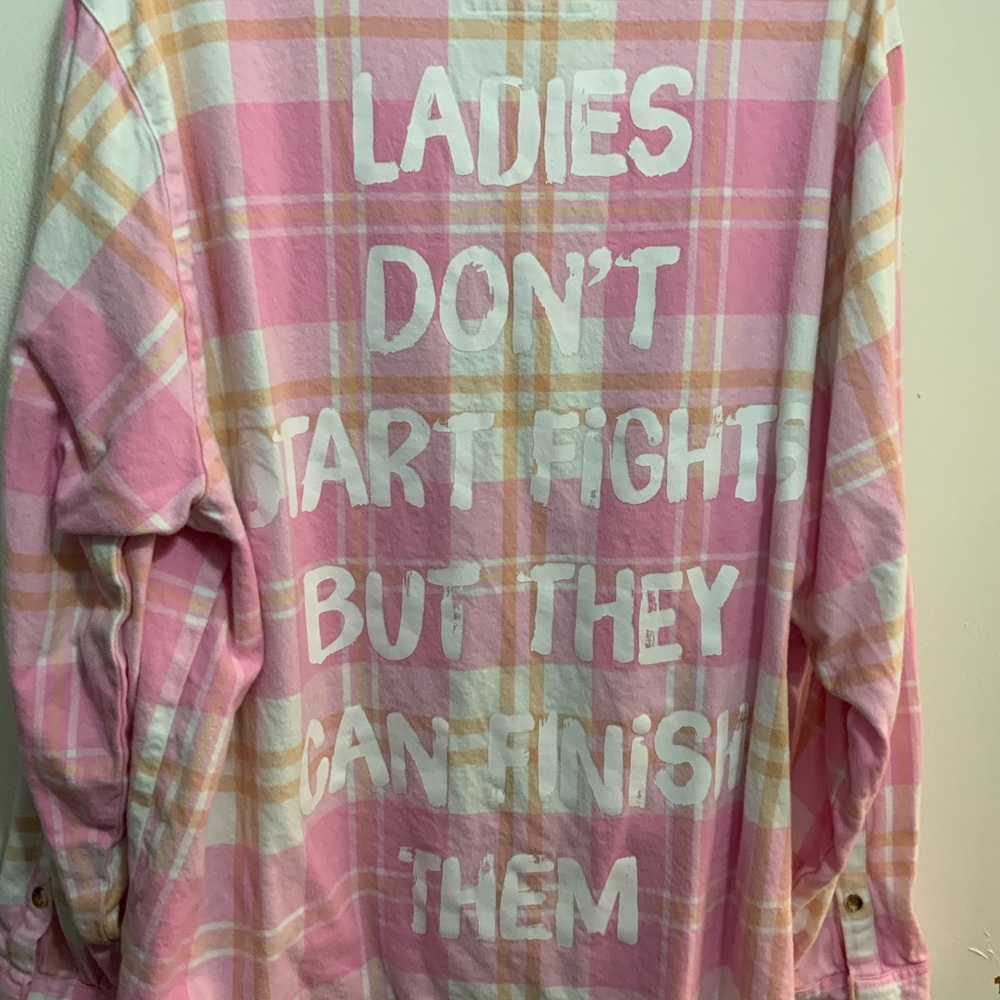 LADIES
DON'T
START FiGHTS
BUT THEY
CAN FINiSH
THEM